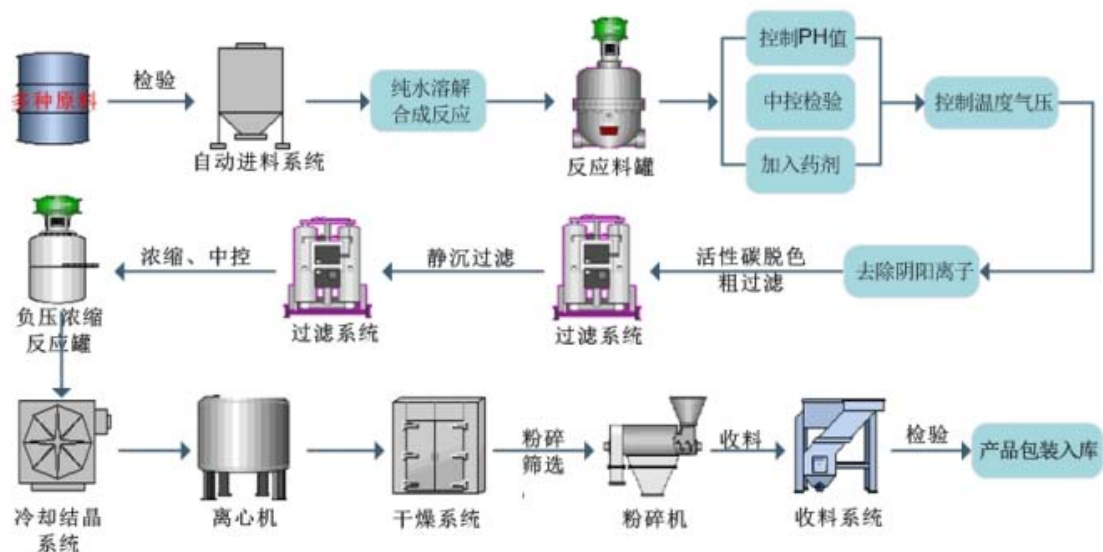 多种原料
检验
自动进料系统
纯水溶解
合成反应
反应料罐
控制PH值
中控检验
加入药剂
控制温度气压
去除阴阳离子
活性碳脱色
粗过滤
过滤系统
静沉过滤
过滤系统
浓缩、中控
负压浓缩
反应罐
冷却结晶
系统
离心机
干燥系统
粉碎
筛选
粉碎机
收料
收料系统
检验
产品包装入库